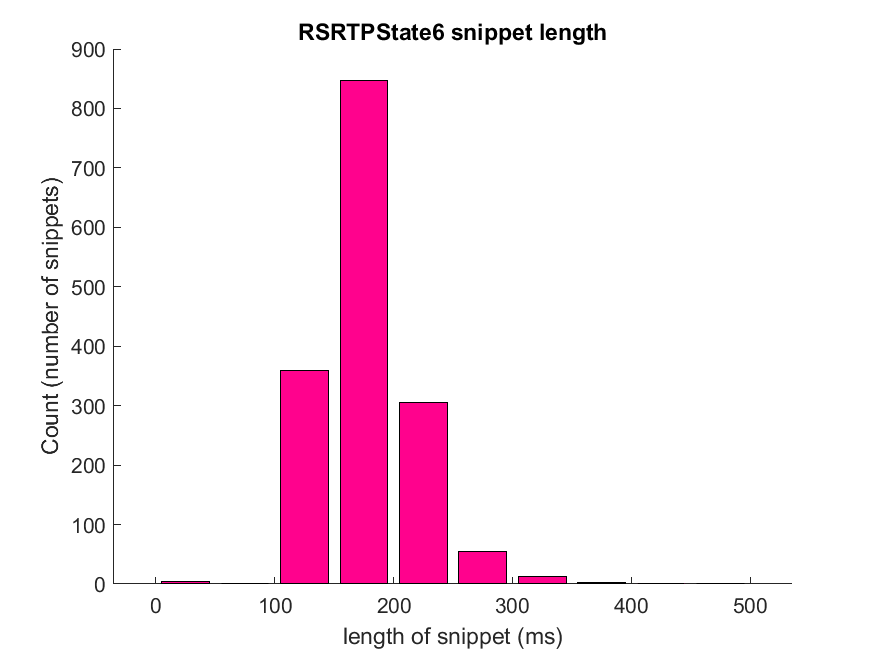 RSRTPState6 snippet length
900
800
700
600
500
400
300
200
100
0
Count (number of snippets)
0 100 200 300 400 500
length of snippet (ms)